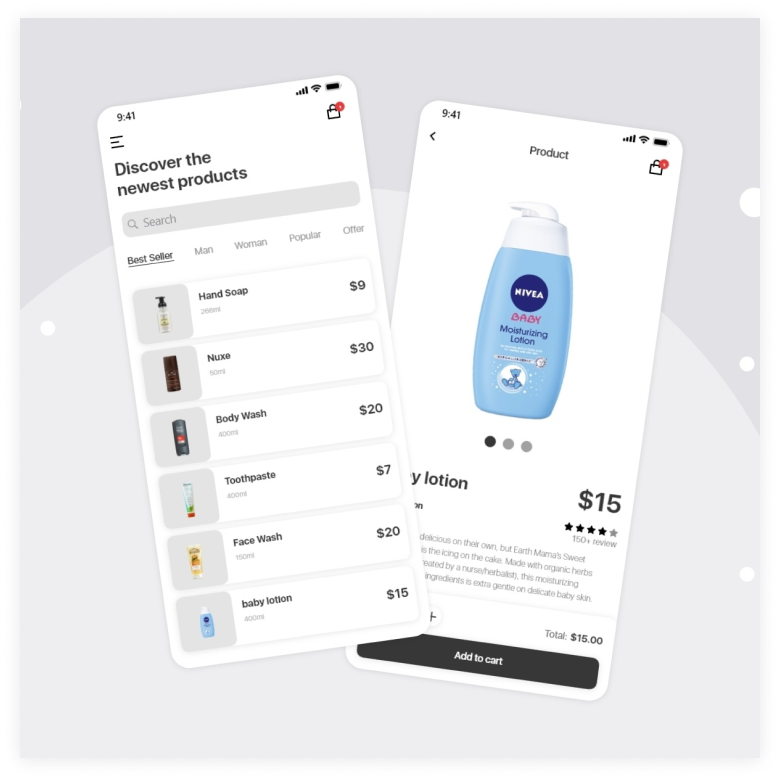 9:41
Discover the
newest products
Search
Best Seller
Man
Woman
Popular
Offer
Hand Soap
266ml
$9
Nuxe
50ml
$30
Body Wash
400ml
$20
Toothpaste
400ml
$7
Face Wash
150ml
$20
baby lotion
400ml
$15
9:41
Product
NIVEA
BABY
Moisturizing
Lotion
y lotion
$15
on
150+ review
delicious on their own, but Earth Mama's Sweet
is the icing on the cake. Made with organic herbs
reated by a nurse/herbalist), this moisturizing
ingredients is extra gentle on delicate baby skin.
+
Total: $15.00
Add to cart